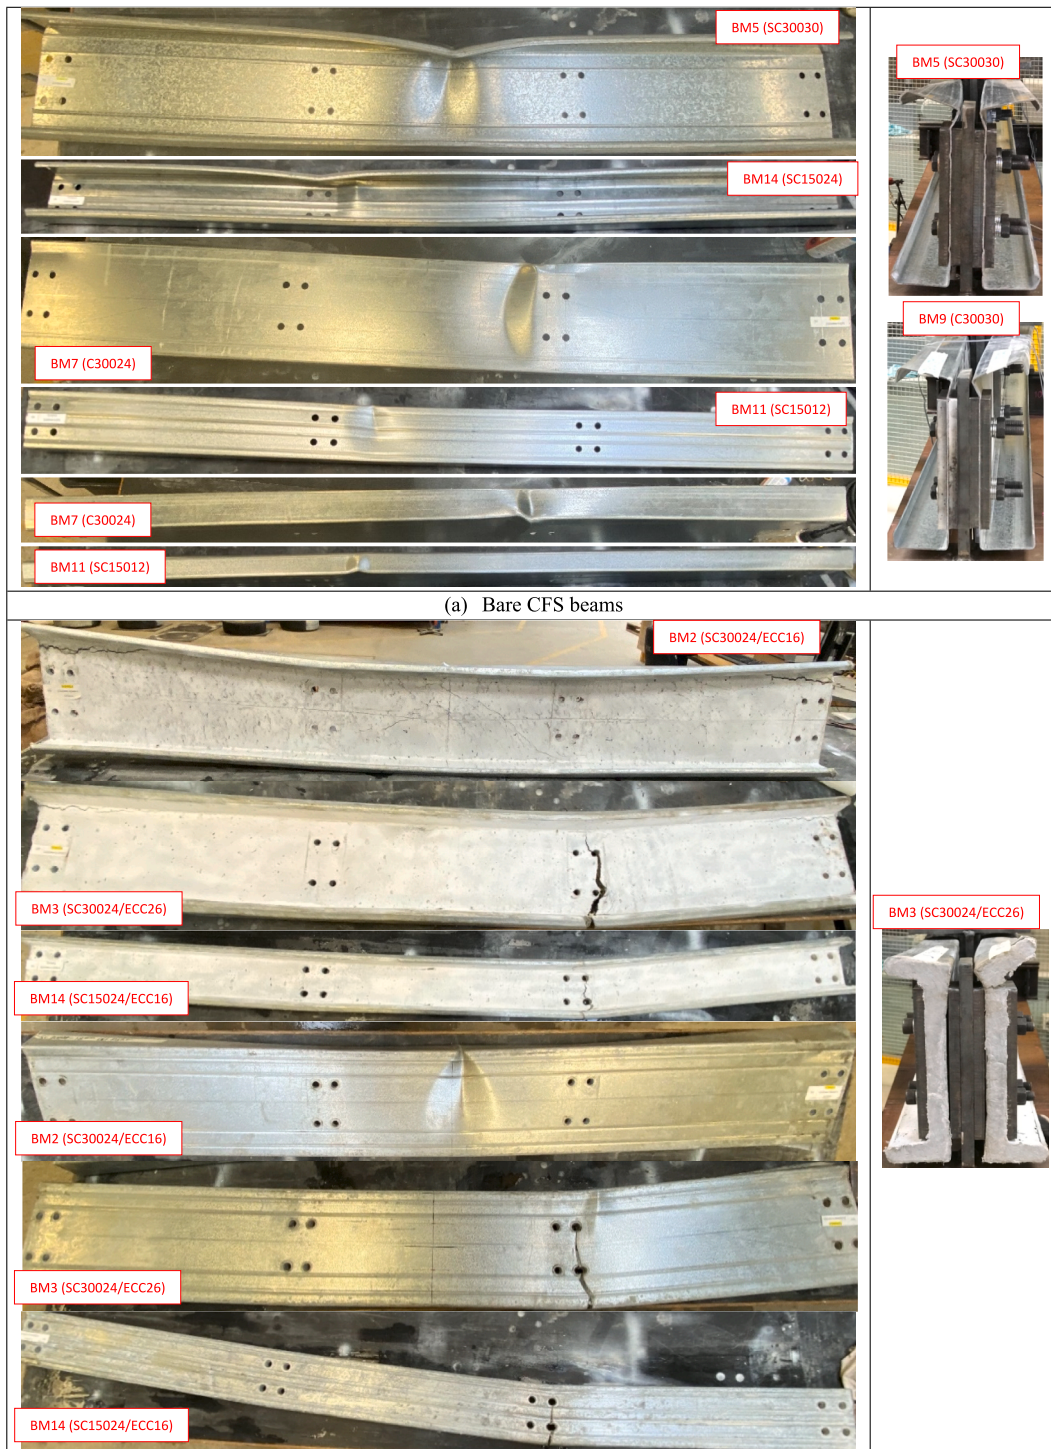 BM5 (SC30030)
BM14 (SC15024)
BM7 (C30024)
BM11 (SC15012)
BM7 (C30024)
BM11 (SC15012)
BM5 (SC30030)
BM9 (C30030)
(a) Bare CFS beams
BM2 (SC30024/ECC16)
BM3 (SC30024/ECC26)
BM14 (SC15024/ECC16)
BM2 (SC30024/ECC16)
BM3 (SC30024/ECC26)
BM14 (SC15024/ECC16)
BM3 (SC30024/ECC26)